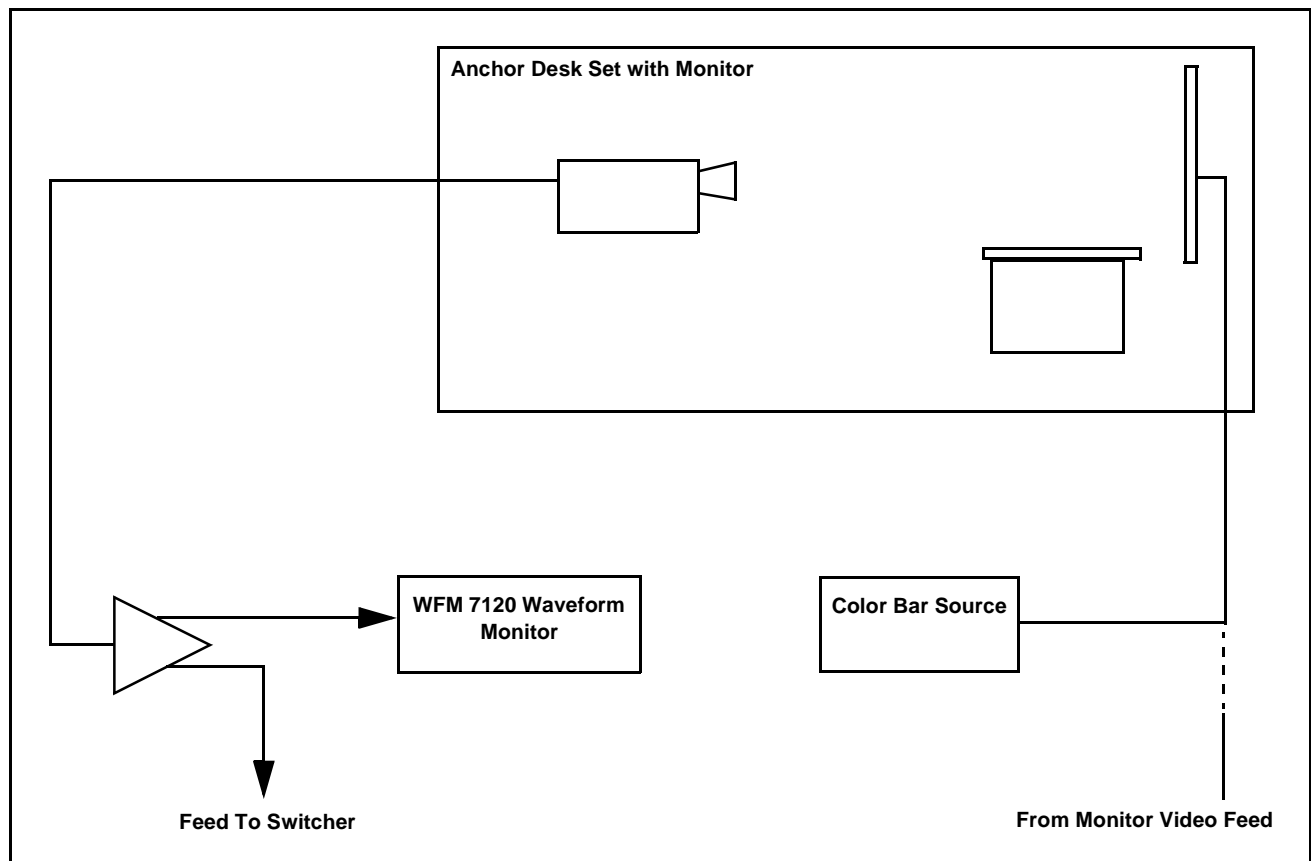 Anchor Desk Set with Monitor
WFM 7120 Waveform
Monitor
Color Bar Source
Feed To Switcher
From Monitor Video Feed